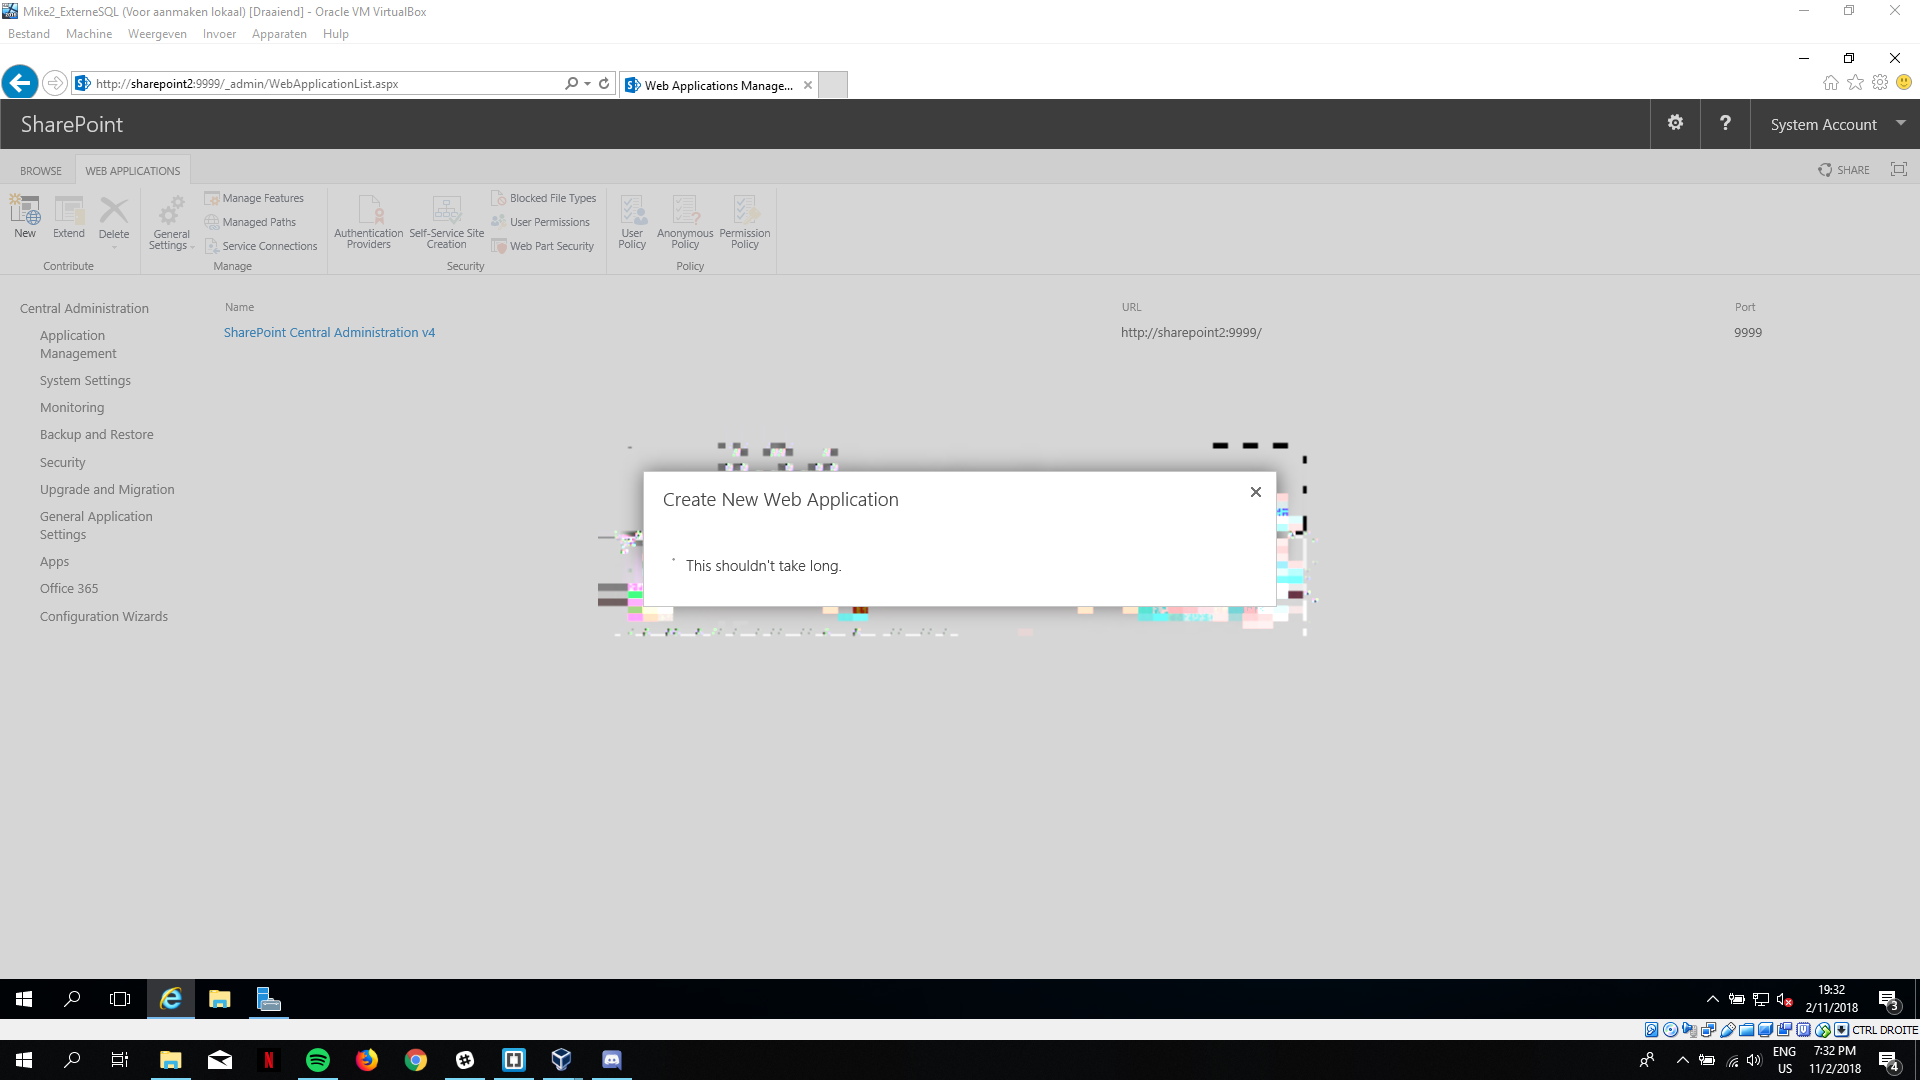 Mike2_ExterneSQL (Voor aanmaken lokaal) [Draaiend] - Oracle VM VirtualBox
Bestand Machine Weergeven Invoer Apparaten Hulp
http://sharepoint2:9999/_admin/WebApplicationList.aspx
Web Applications Manage...
SharePoint
? System Account
BROWSE WEB APPLICATIONS
SHARE
New
Extend
Delete
Contribute
General Settings
Manage Features
Managed Paths
Service Connections
Manage
Authentication Providers
Self-Service Site Creation
Blocked File Types
User Permissions
Web Part Security
Security
User Policy
Anonymous Policy
Permission Policy
Policy
Central Administration
Application Management
System Settings
Monitoring
Backup and Restore
Security
Upgrade and Migration
General Application Settings
Apps
Office 365
Configuration Wizards
Name URL Port
SharePoint Central Administration v4 http://sharepoint2:9999/ 9999
Create New Web Application
This shouldn't take long.
19:32
2/11/2018
3
CTRL DROITE
ENG
US
7:32 PM
11/2/2018
4